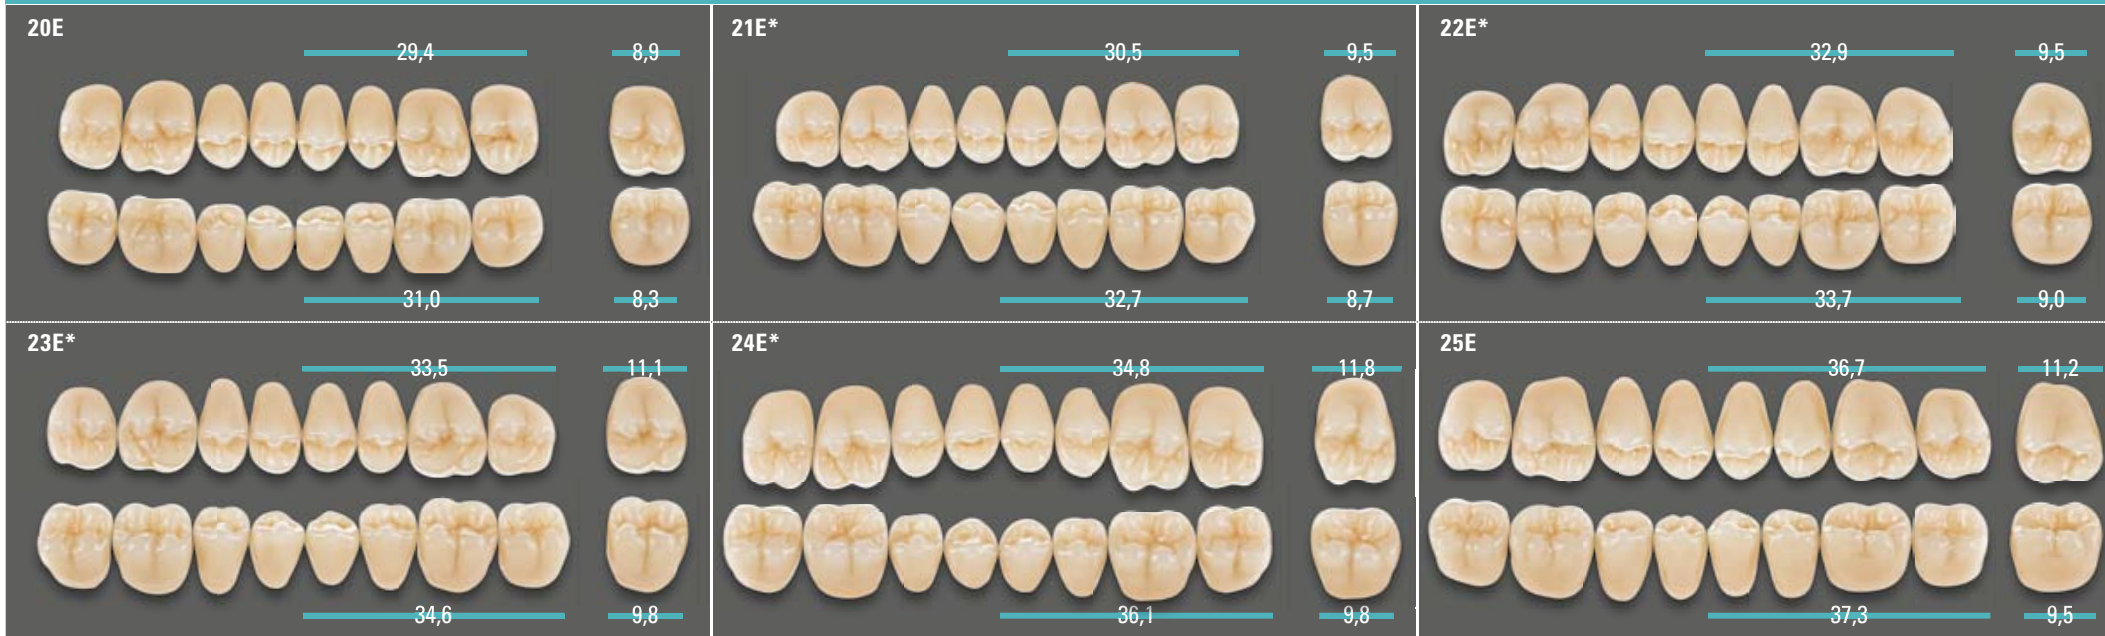 20E
29,4 8,9
31,0 8,3
21E*
30,5 9,5
32,7 8,7
22E*
32,9 9,5
33,7 9,0
23E*
33,5 11,1
34,6 9,8
24E*
34,8 11,8
36,1 9,8
25E
36,7 11,2
37,3 9,5